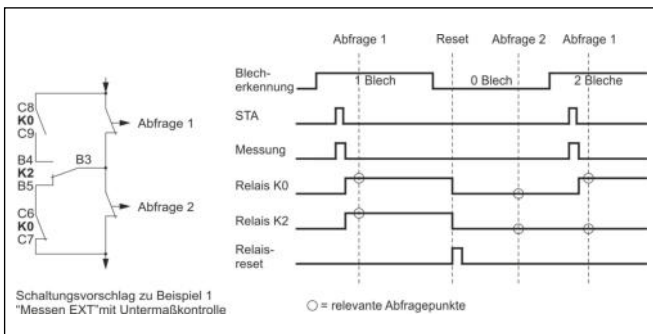 Abfrage 1 Reset Abfrage 2 Abfrage 1
Blech-
erkennung
1 Blech 0 Blech 2 Bleche
STA
Messung
Relais K0
Relais K2
Relais-
reset
C8
K0
C9
Abfrage 1
B4
B3
K2
B5
Abfrage 2
C6
K0
C7
Schaltungsvorschlag zu Beispiel 1
"Messen EXT"mit Untermaßkontrolle
= relevante Abfragepunkte